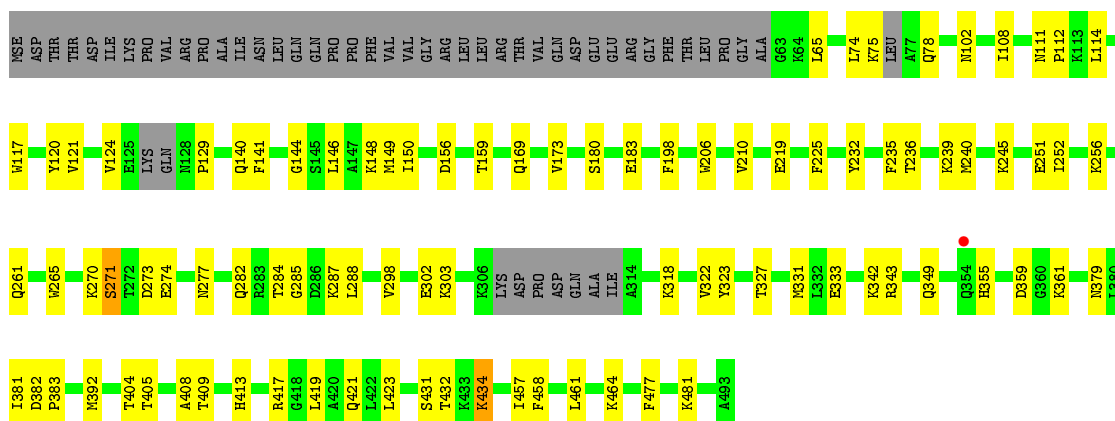 MSE ASP THR THR ASP ILE LYS PRO VAL ARG PRO ALA ILE ASN LEU GLN GLN PRO PRO PHE VAL VAL GLY ARG LEU LEU ARG THR VAL GLN ASP GLU GLU ARG GLY PHE THR LEU PRO GLY ALA G63 K64 L65 L74 K75 LEU A77 Q78 N102 I108 N111 P112 K113 L114
W117 Y120 V121 V124 E125 LYS GLN N128 P129 Q140 F141 G144 S145 L146 A147 K148 M149 I150 D156 T159 Q169 V173 S180 E183 F198 W206 V210 E219 F225 Y232 F235 T236 K239 M240 K245 E251 I252 K256
Q261 W265 K270 S271 T272 D273 E274 N277 Q282 R283 T284 G285 D286 K287 L288 V298 E302 K303 K306 LYS ASP PRO ASP GLN ALA ILE A314 K318 V322 Y323 T327 M331 L332 E333 K342 R343 Q349 Q354 H355 D359 G360 K361 N379 L380
I381 D382 P383 M392 T404 T405 A408 T409 H413 R417 G418 L419 A420 Q421 L422 L423 S431 T432 K433 K434 I457 F458 L461 K464 F477 K481 A493